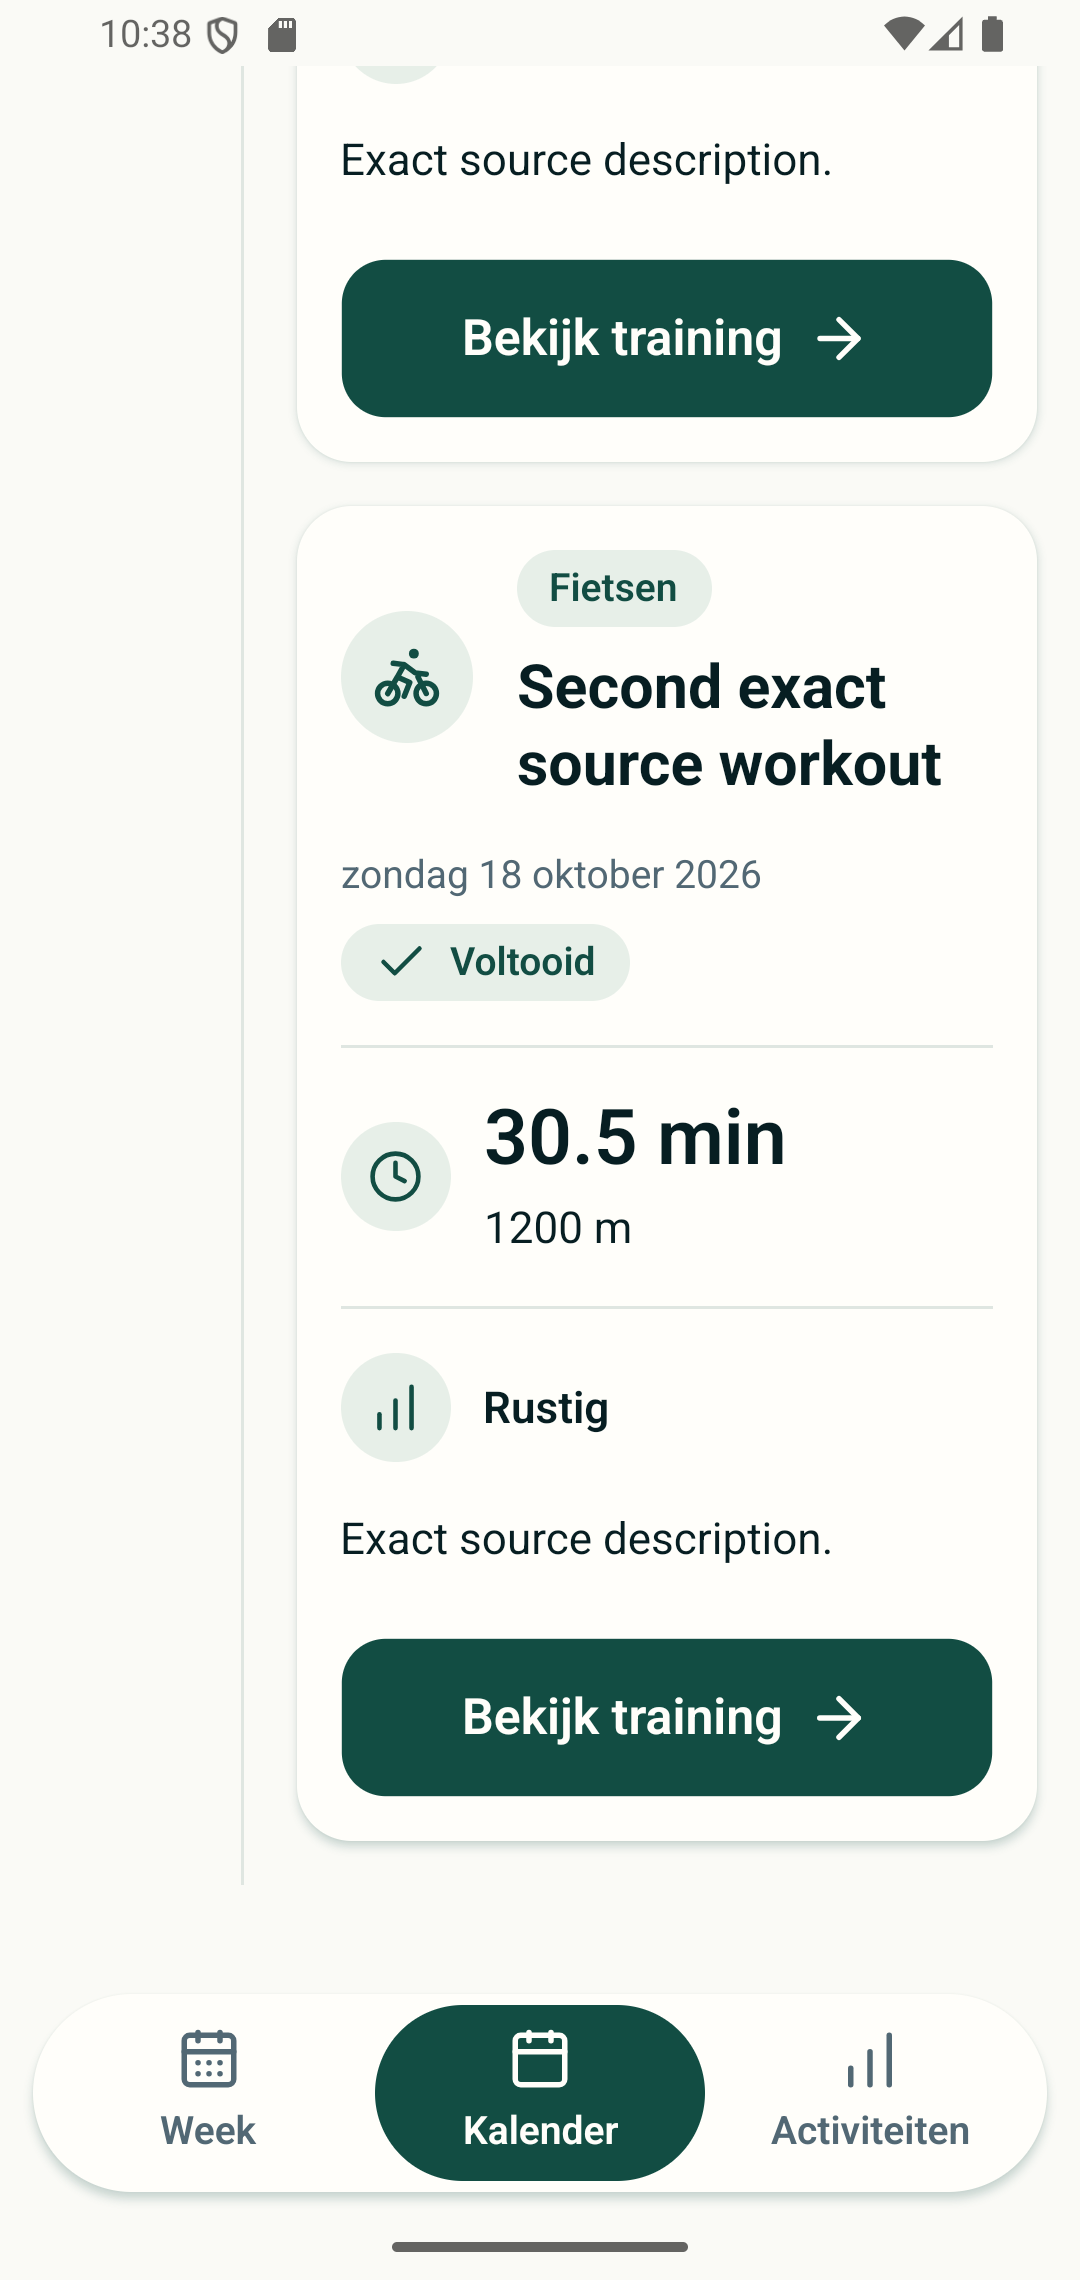 10:38
Exact source description.
Bekijk training
Fietsen
Second exact
source workout
zondag 18 oktober 2026
Voltooid
30.5 min
1200 m
Rustig
Exact source description.
Bekijk training
Week
Kalender
Activiteiten